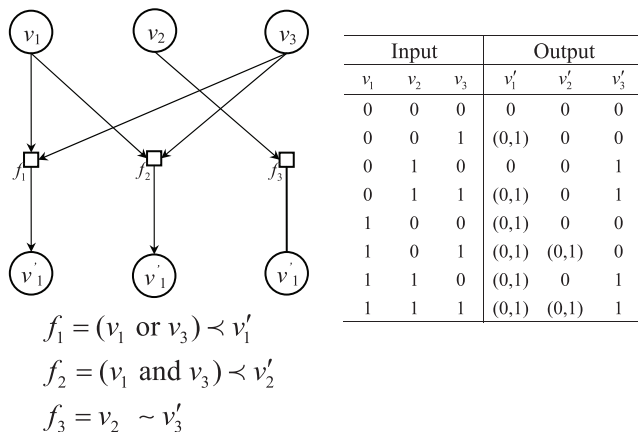 v₁ v₂ v₃
f₁ f₂ f₃
v'₁ v'₁ v'₁
f₁ = (v₁ or v₃) ≺ v′₁
f₂ = (v₁ and v₃) ≺ v′₂
f₃ = v₂ ~ v′₃
Input Output
v₁ v₂ v₃ v′₁ v′₂ v′₃
0 0 0 0 0 0
0 0 1 (0,1) 0 0
0 1 0 0 0 1
0 1 1 (0,1) 0 1
1 0 0 (0,1) 0 0
1 0 1 (0,1) (0,1) 0
1 1 0 (0,1) 0 1
1 1 1 (0,1) (0,1) 1